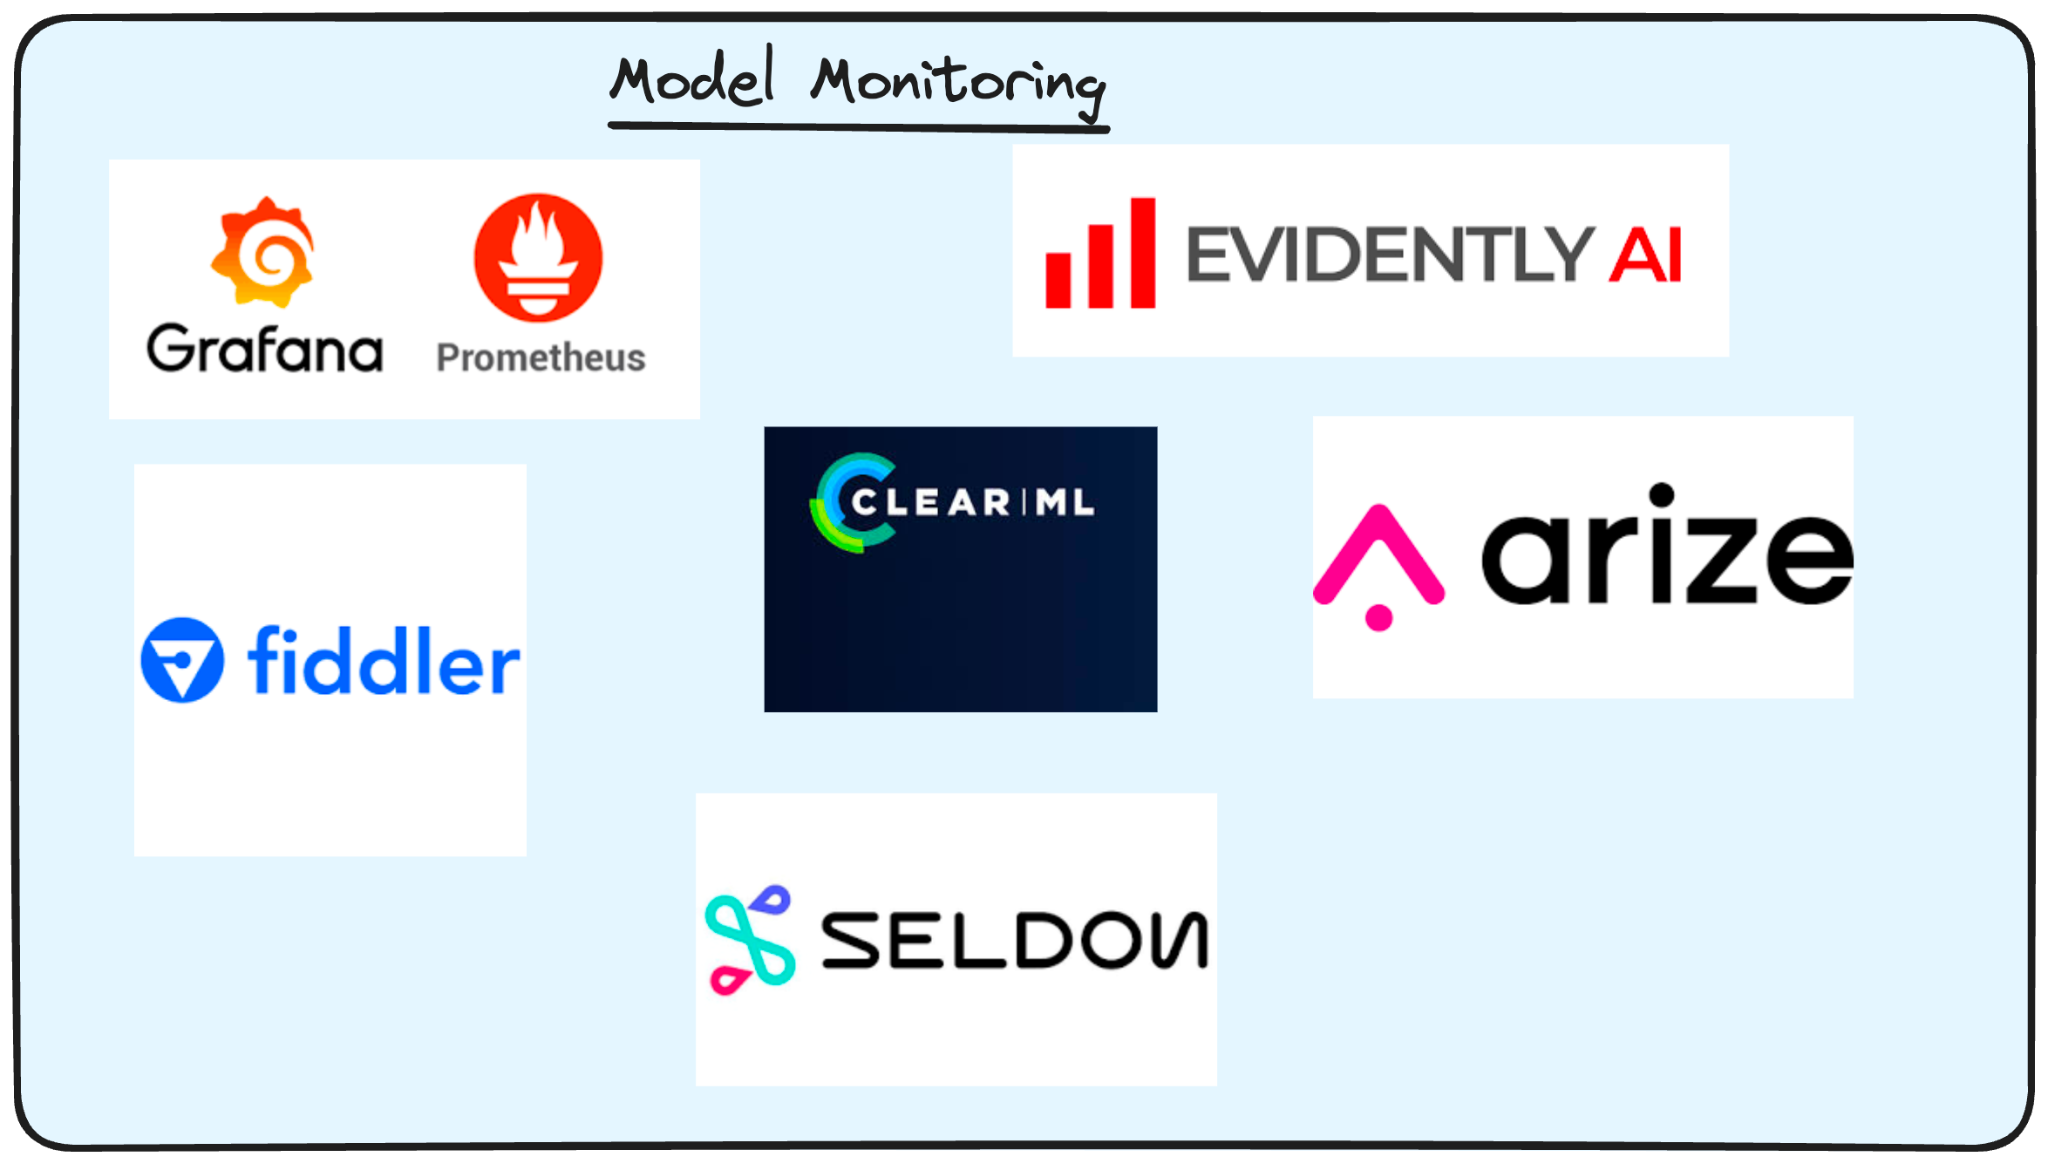 Model Monitoring
Grafana
Prometheus
EVIDENTLY AI
CLEAR|ML
arize
fiddler
SELDON